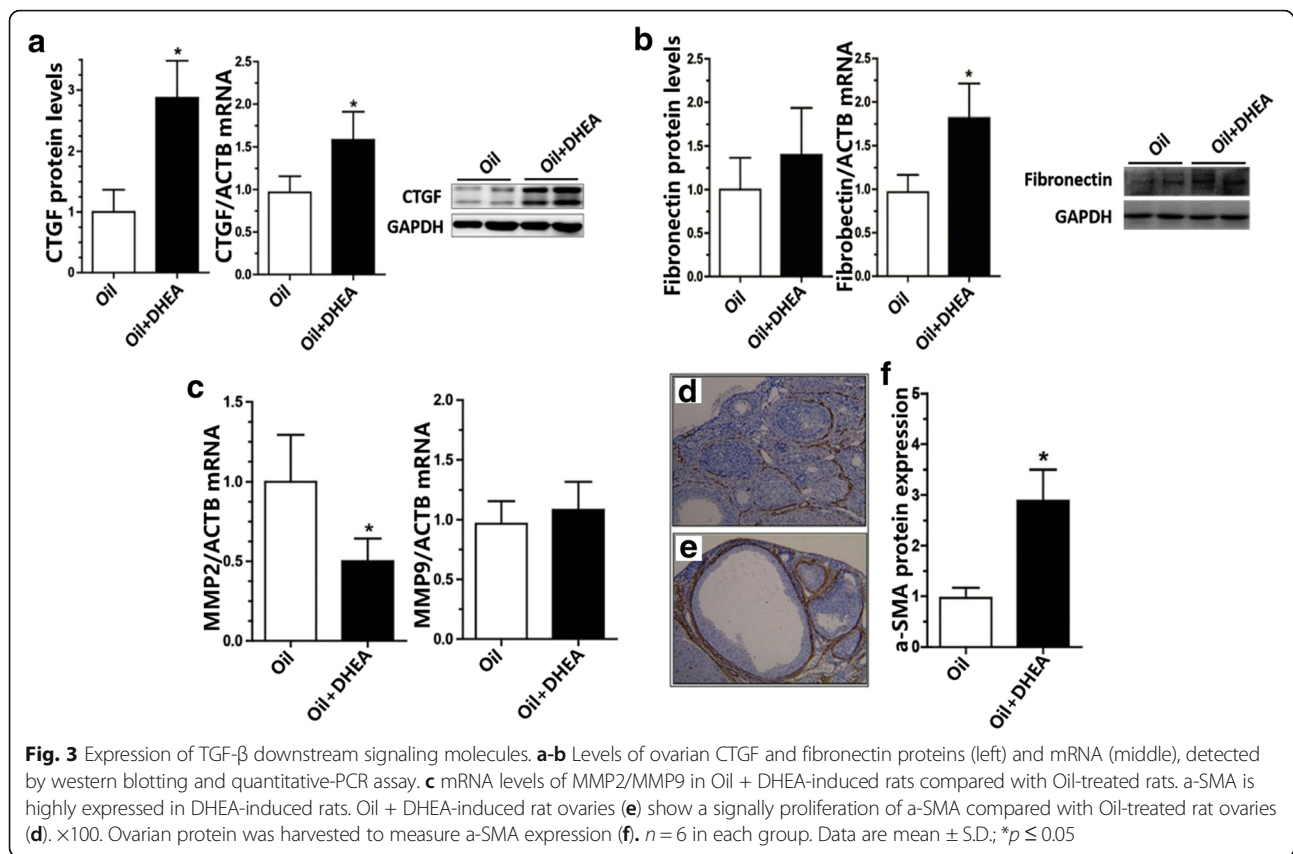 a
CTGF protein levels
3
2
1
0
*
Oil
Oil+DHEA
CTGF/ACTB mRNA
2.5
2.0
1.5
1.0
0.5
0.0
*
Oil
Oil+DHEA
Oil
Oil+DHEA
CTGF
GAPDH
b
Fibronectin protein levels
2.5
2.0
1.5
1.0
0.5
0.0
Oil
Oil+DHEA
Fibrobectin/ACTB mRNA
2.5
2.0
1.5
1.0
0.5
0.0
*
Oil
Oil+DHEA
Oil
Oil+DHEA
Fibronectin
GAPDH
c
MMP2/ACTB mRNA
1.5
1.0
0.5
0.0
*
Oil
Oil+DHEA
MMP9/ACTB mRNA
2.0
1.5
1.0
0.5
0.0
Oil
Oil+DHEA
d
e
f
a-SMA protein expression
5
4
3
2
1
0
*
Oil
Oil+DHEA
Fig. 3 Expression of TGF-β downstream signaling molecules. a-b Levels of ovarian CTGF and fibronectin proteins (left) and mRNA (middle), detected
by western blotting and quantitative-PCR assay. c mRNA levels of MMP2/MMP9 in Oil + DHEA-induced rats compared with Oil-treated rats. a-SMA is
highly expressed in DHEA-induced rats. Oil + DHEA-induced rat ovaries (e) show a signally proliferation of a-SMA compared with Oil-treated rat ovaries
(d). ×100. Ovarian protein was harvested to measure a-SMA expression (f). n = 6 in each group. Data are mean ± S.D.; *p ≤ 0.05